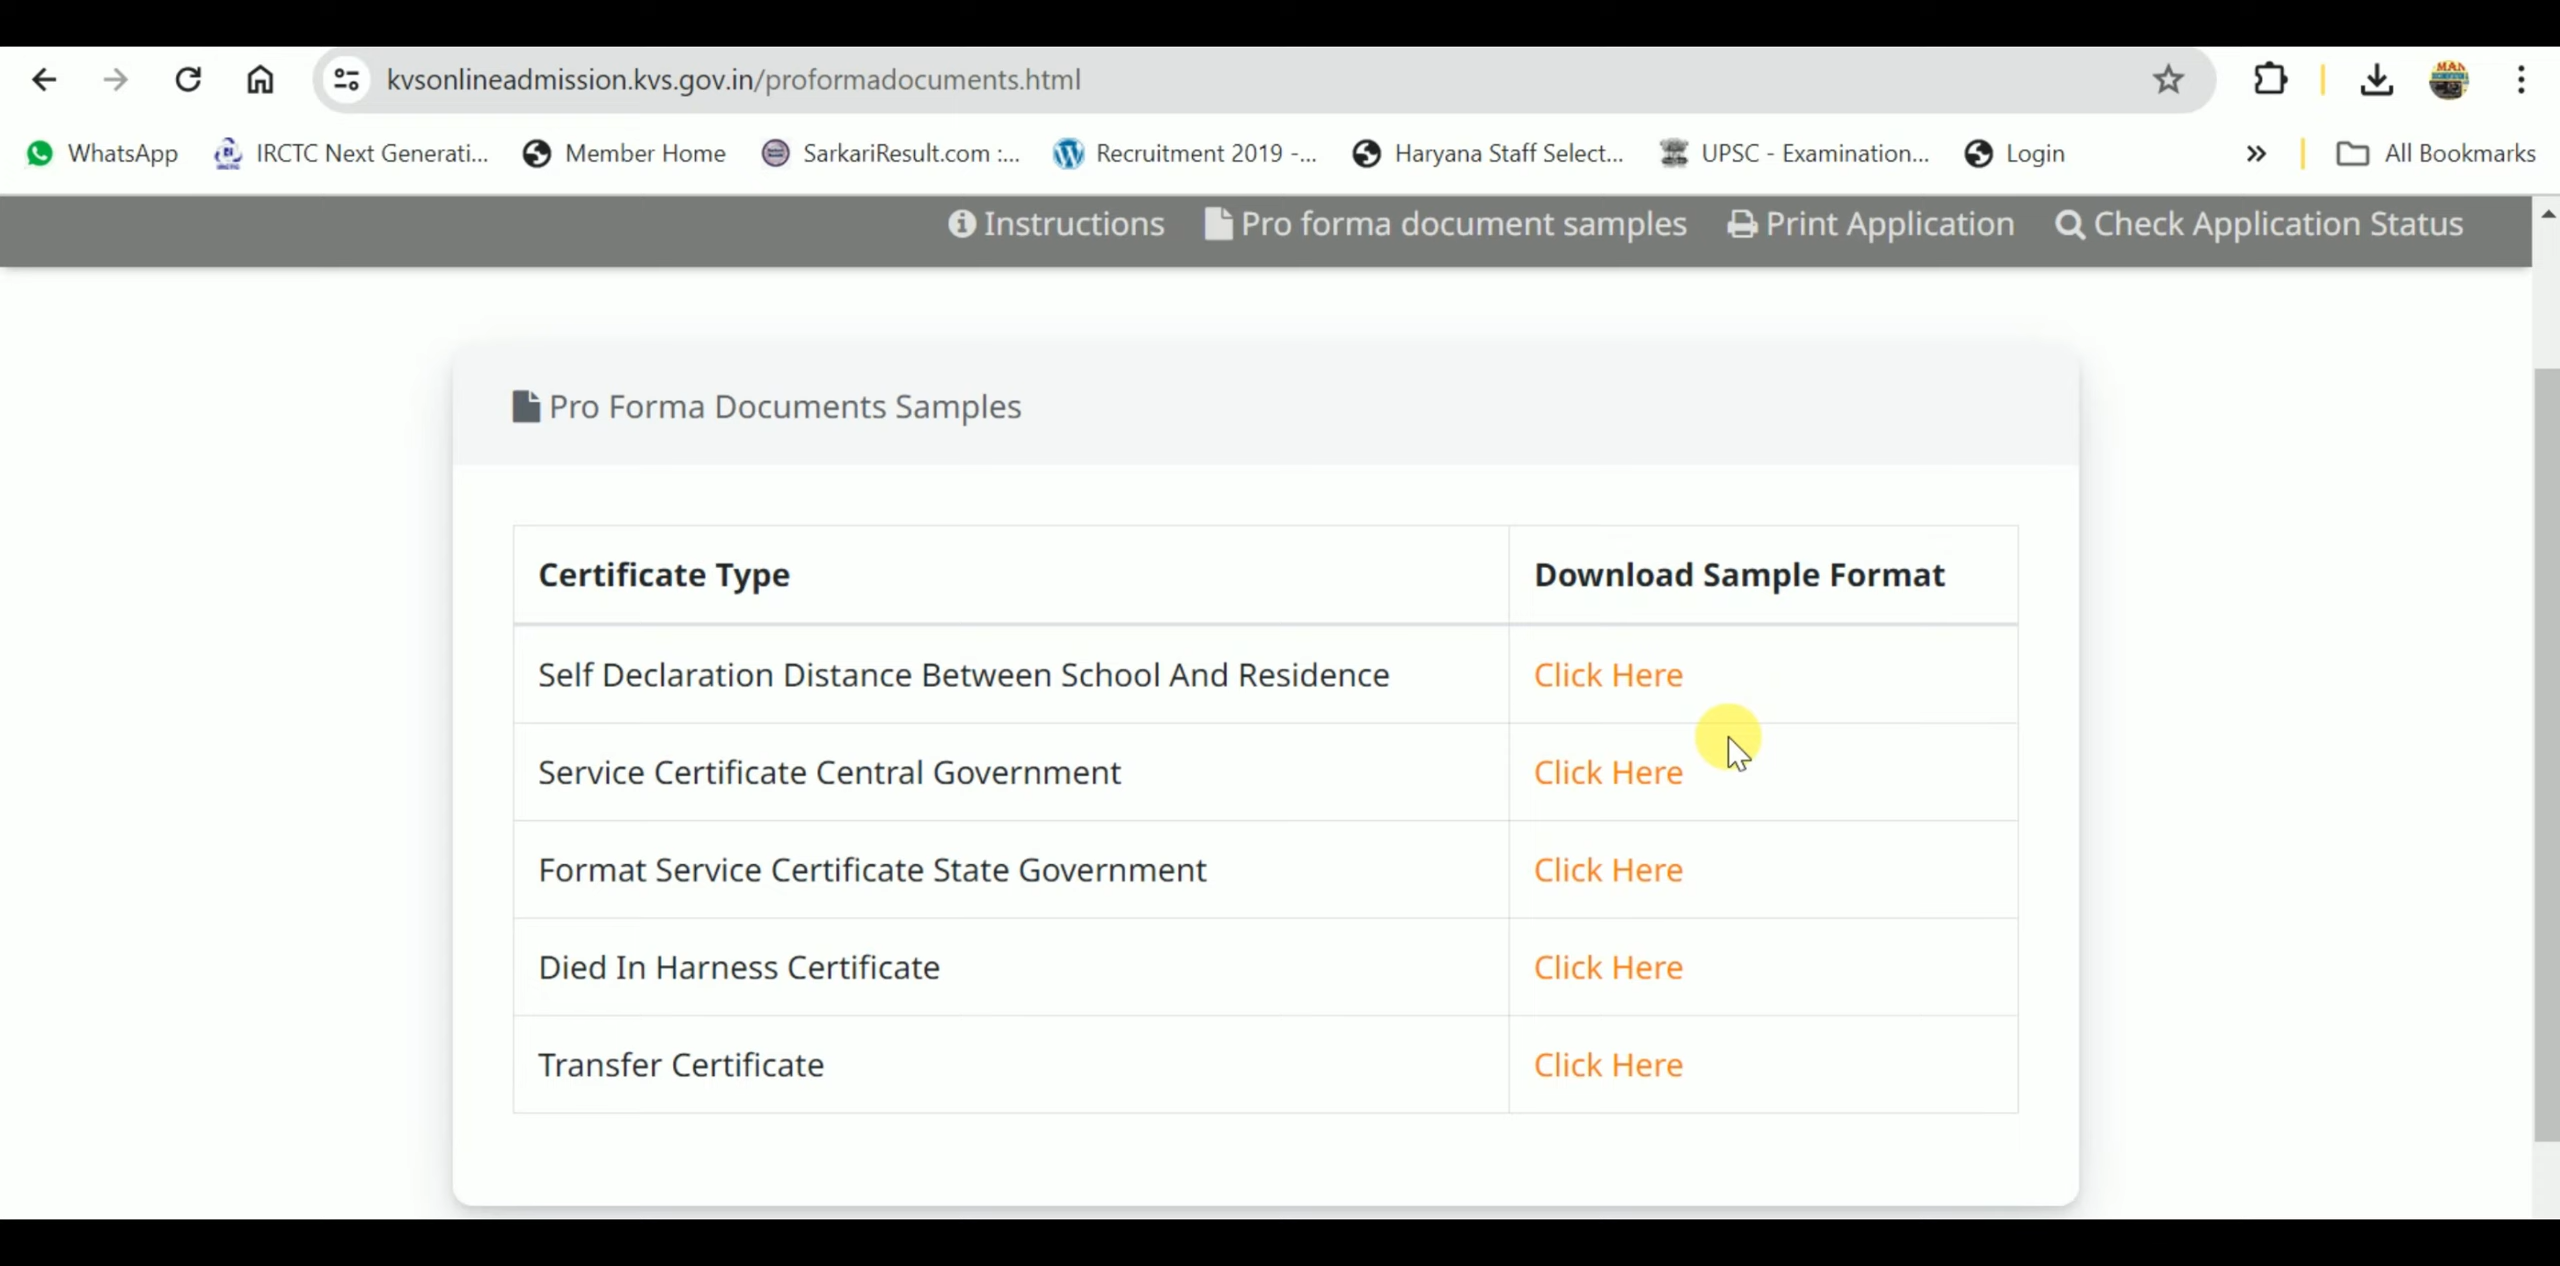 kvsonlineadmission.kvs.gov.in/proformadocuments.html
WhatsApp IRCTC Next Generati... Member Home SarkariResult.com :... Recruitment 2019 -... Haryana Staff Select... UPSC - Examination... Login » All Bookmarks
Instructions Pro forma document samples Print Application Check Application Status
Pro Forma Documents Samples
Certificate Type Download Sample Format
Self Declaration Distance Between School And Residence Click Here
Service Certificate Central Government Click Here
Format Service Certificate State Government Click Here
Died In Harness Certificate Click Here
Transfer Certificate Click Here